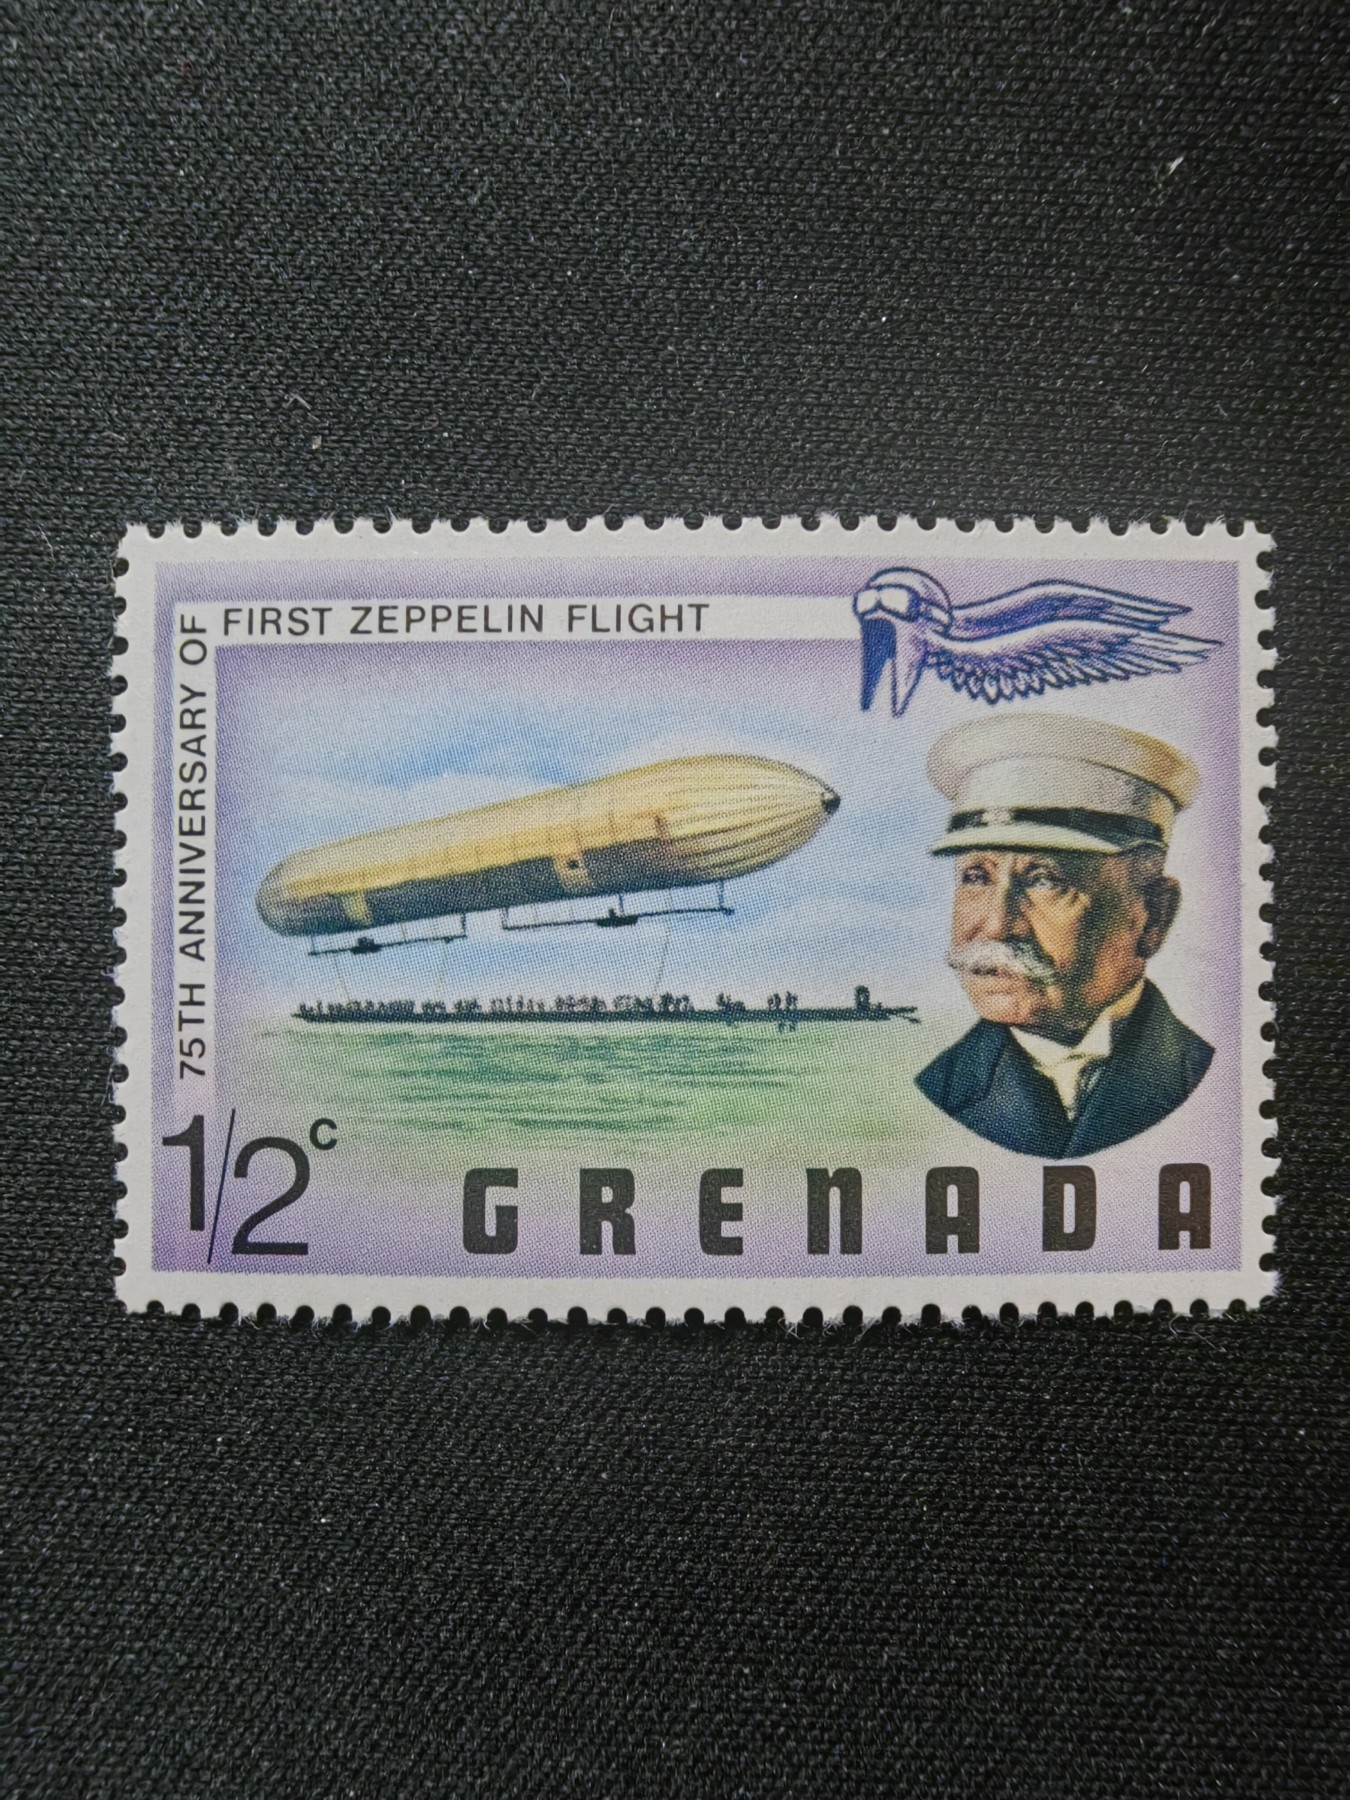 75TH ANNIVERSARY OF
FIRST ZEPPELIN FLIGHT
1/2c
GRENADA